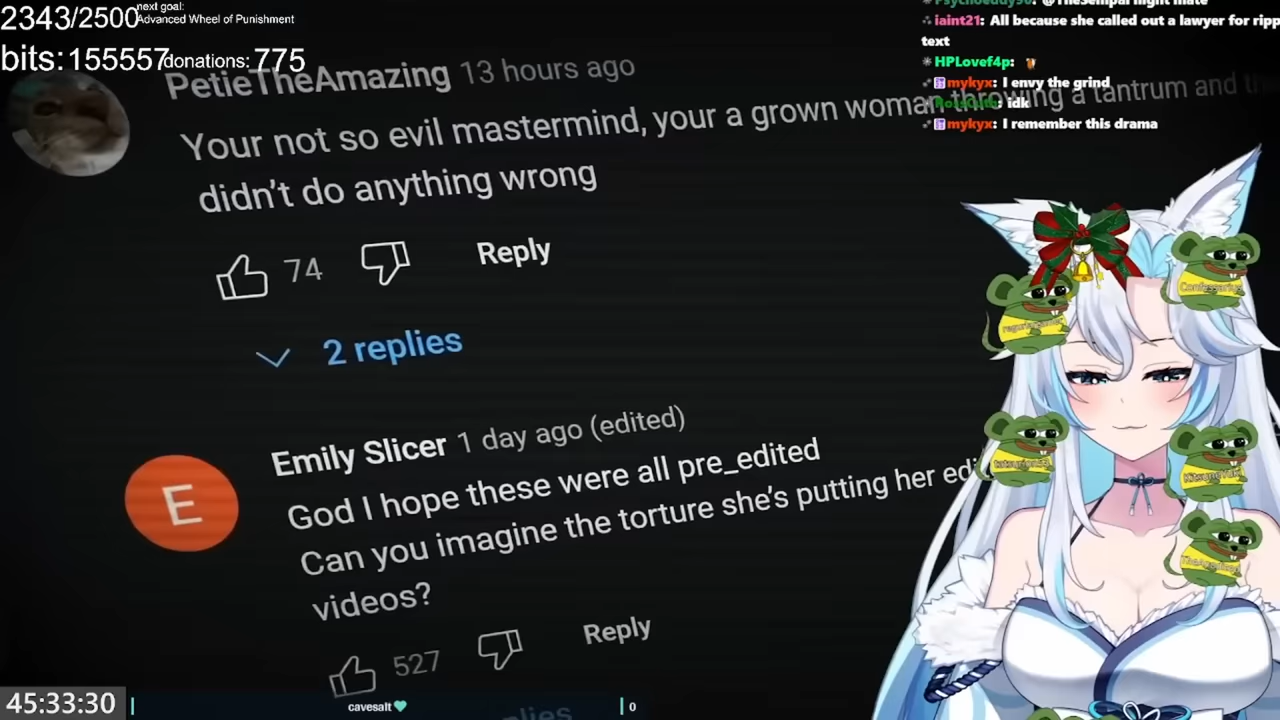 2343/2500
next goal:
Advanced Wheel of Punishment
bits:155557
donations: 775
PetieTheAmazing 13 hours ago
Your not so evil mastermind, your a grown woman throwing a tantrum and
didn't do anything wrong
74
Reply
2 replies
Emily Slicer 1 day ago (edited)
God I hope these were all pre_edited
Can you imagine the torture she's putting her
videos?
527
Reply
E
iaint21: All because she called out a lawyer for ripp
text
HPLovef4p:
mykyx: I envy the grind
: idk
mykyx: I remember this drama
45:33:30
cavesalt
0